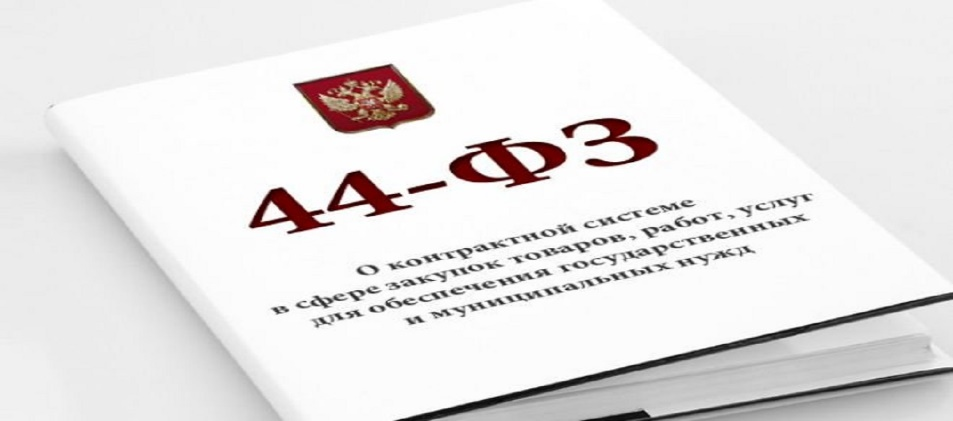 44-ФЗ
О контрактной системе
в сфере закупок товаров, работ, услуг
для обеспечения государственных
и муниципальных нужд